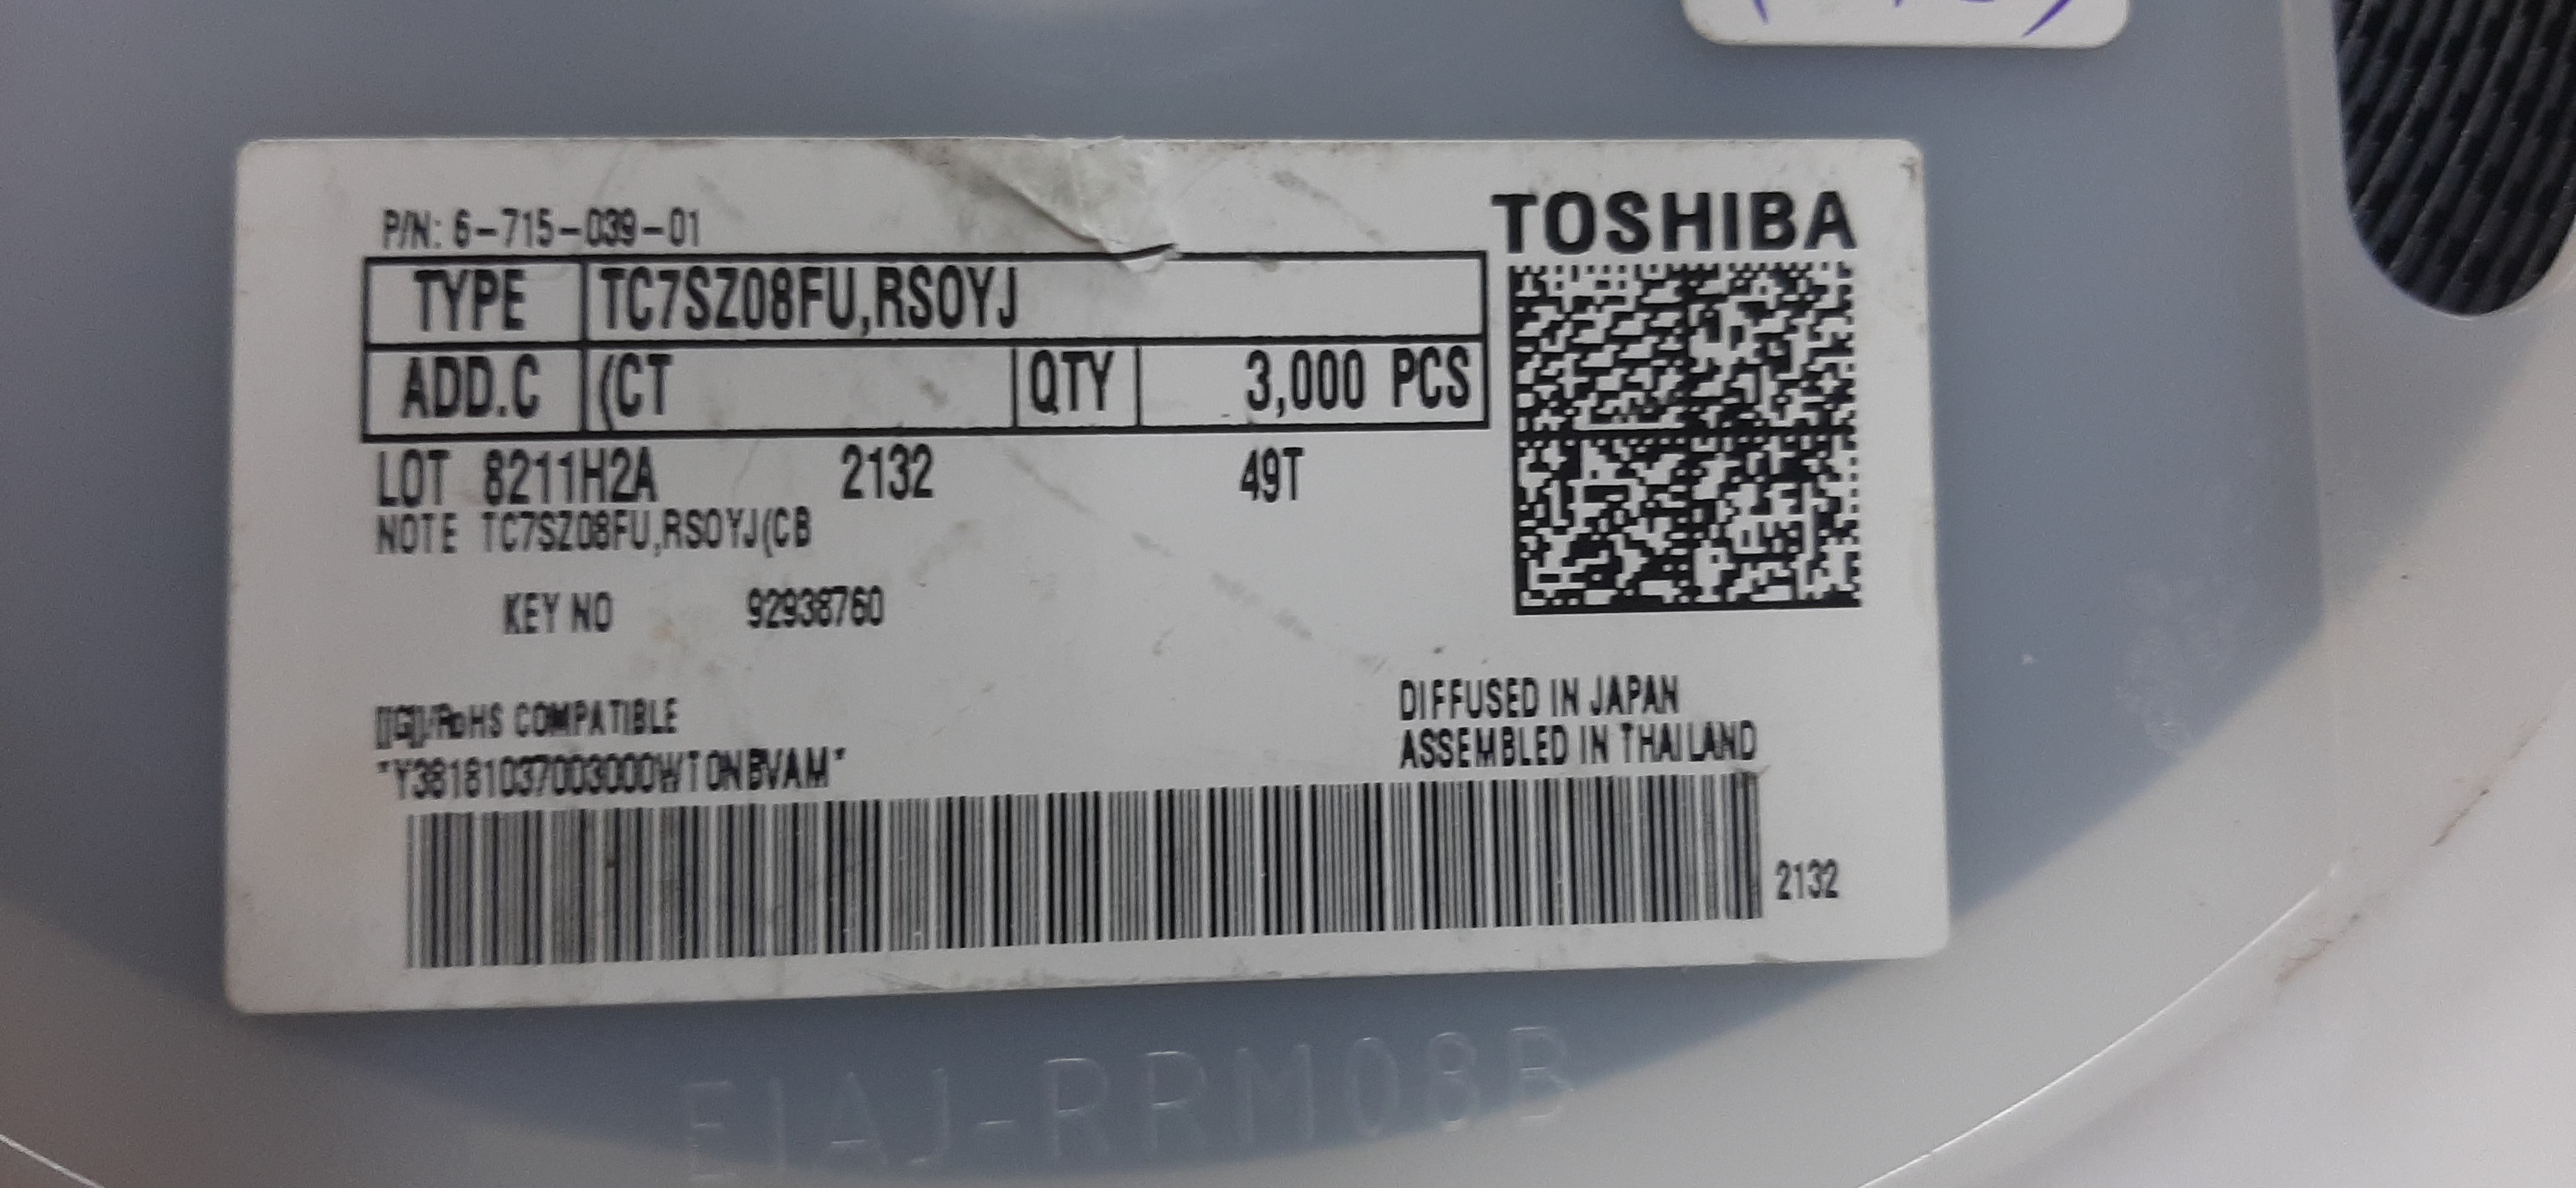 P/N: 6-715-039-01
TOSHIBA
TYPE TC7SZ08FU,RSOYJ
ADD.C (CT QTY 3,000 PCS
LOT 8211H2A 2132 49T
NOTE TC7SZ08FU,RSOYJ(CB
KEY NO 92938760
[[G]]/RoHS COMPATIBLE
DIFFUSED IN JAPAN
*Y38181037003000WTONBVAM*
ASSEMBLED IN THAILAND
2132
EIAJ-RRM08B